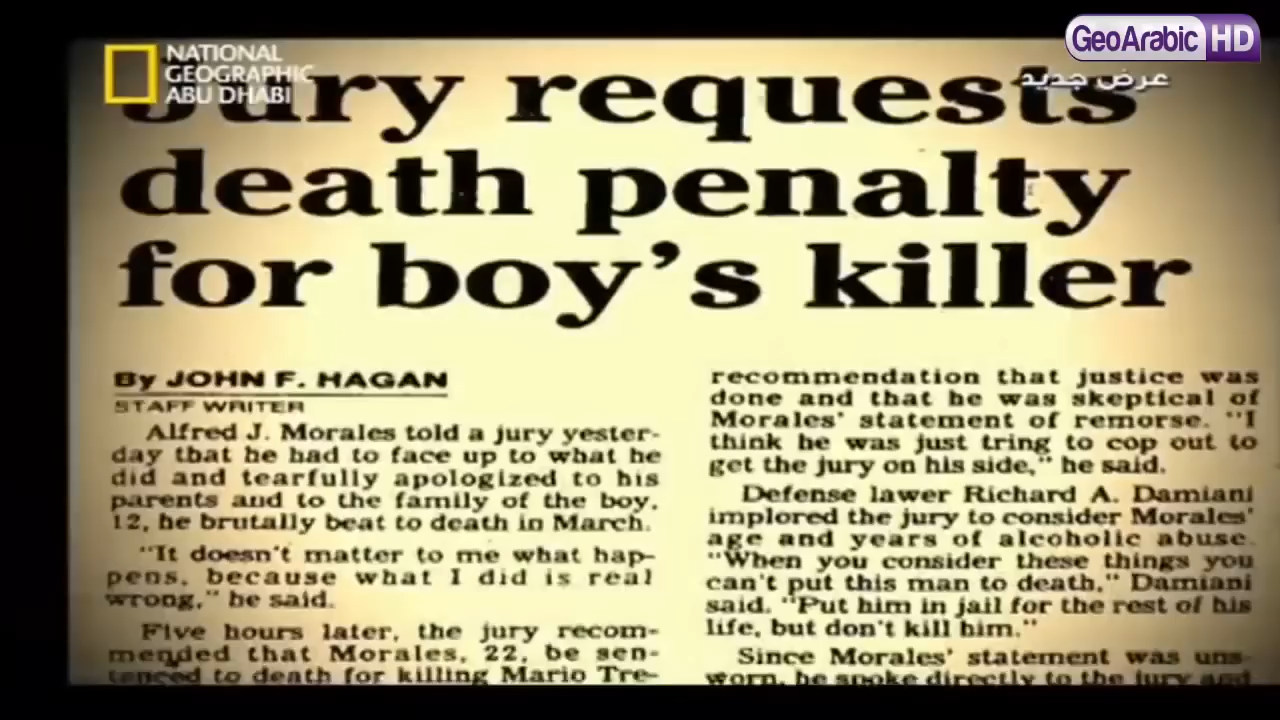 GeoArabic HD
NATIONAL
GEOGRAPHIC
ABU DHABI
عرض جديد
Jury requests
death penalty
for boy's killer
By JOHN F. HAGAN
STAFF WRITER
Alfred J. Morales told a jury yester-
day that he had to face up to what he
did and tearfully apologized to his
parents and to the family of the boy,
12, he brutally beat to death in March.
"It doesn't matter to me what hap-
pens, because what I did is real
wrong," he said.
Five hours later, the jury recom-
mended that Morales, 22, be sen-
tenced to death for killing Mario Tre-
recommendation that justice was
done and that he was skeptical of
Morales' statement of remorse. "I
think he was just tring to cop out to
get the jury on his side," he said.
Defense lawer Richard A. Damiani
implored the jury to consider Morales'
age and years of alcoholic abuse.
"When you consider these things you
can't put this man to death," Damiani
said. "Put him in jail for the rest of his
life, but don't kill him."
Since Morales' statement was uns-
worn, he spoke directly to the jury and